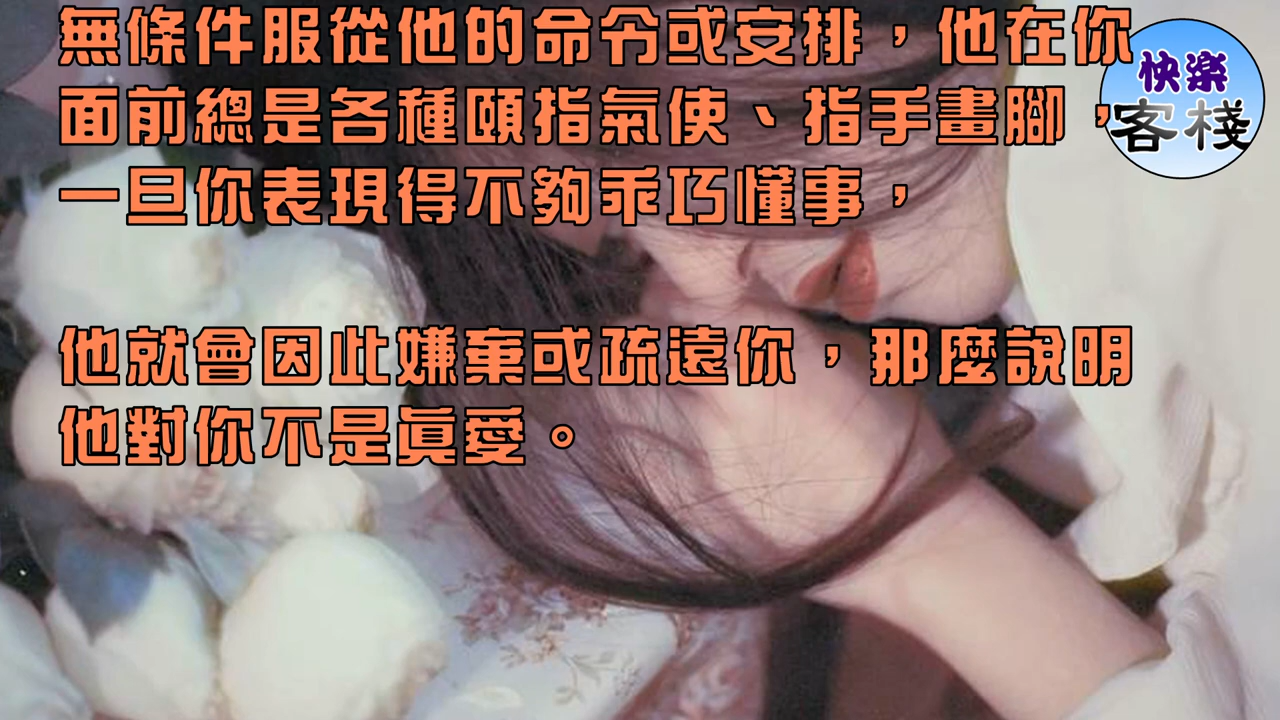 無條件服從他的命令或安排，他在你
面前總是各種頤指氣使、指手畫腳，
一旦你表現得不夠乖巧懂事，
他就會因此嫌棄或疏遠你，那麼說明
他對你不是真愛。
快樂
客棧